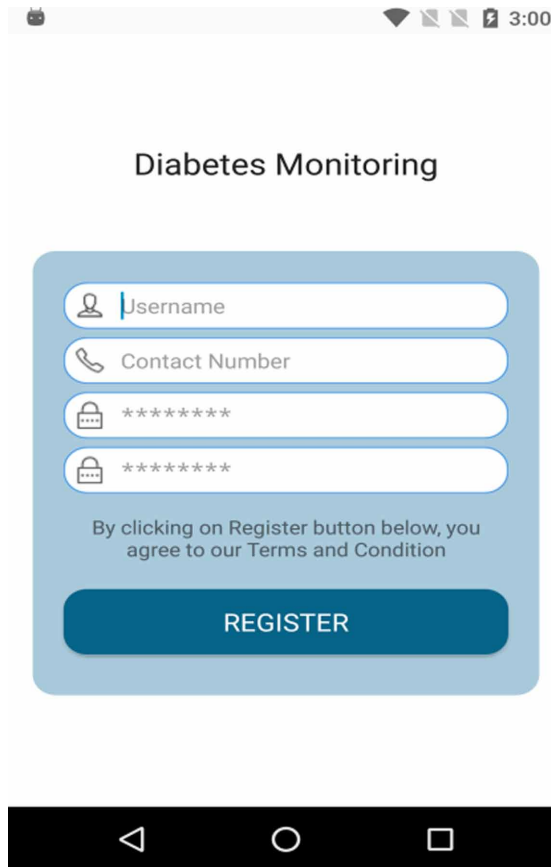 3:00
Diabetes Monitoring
Username
Contact Number
********
********
By clicking on Register button below, you
agree to our Terms and Condition
REGISTER